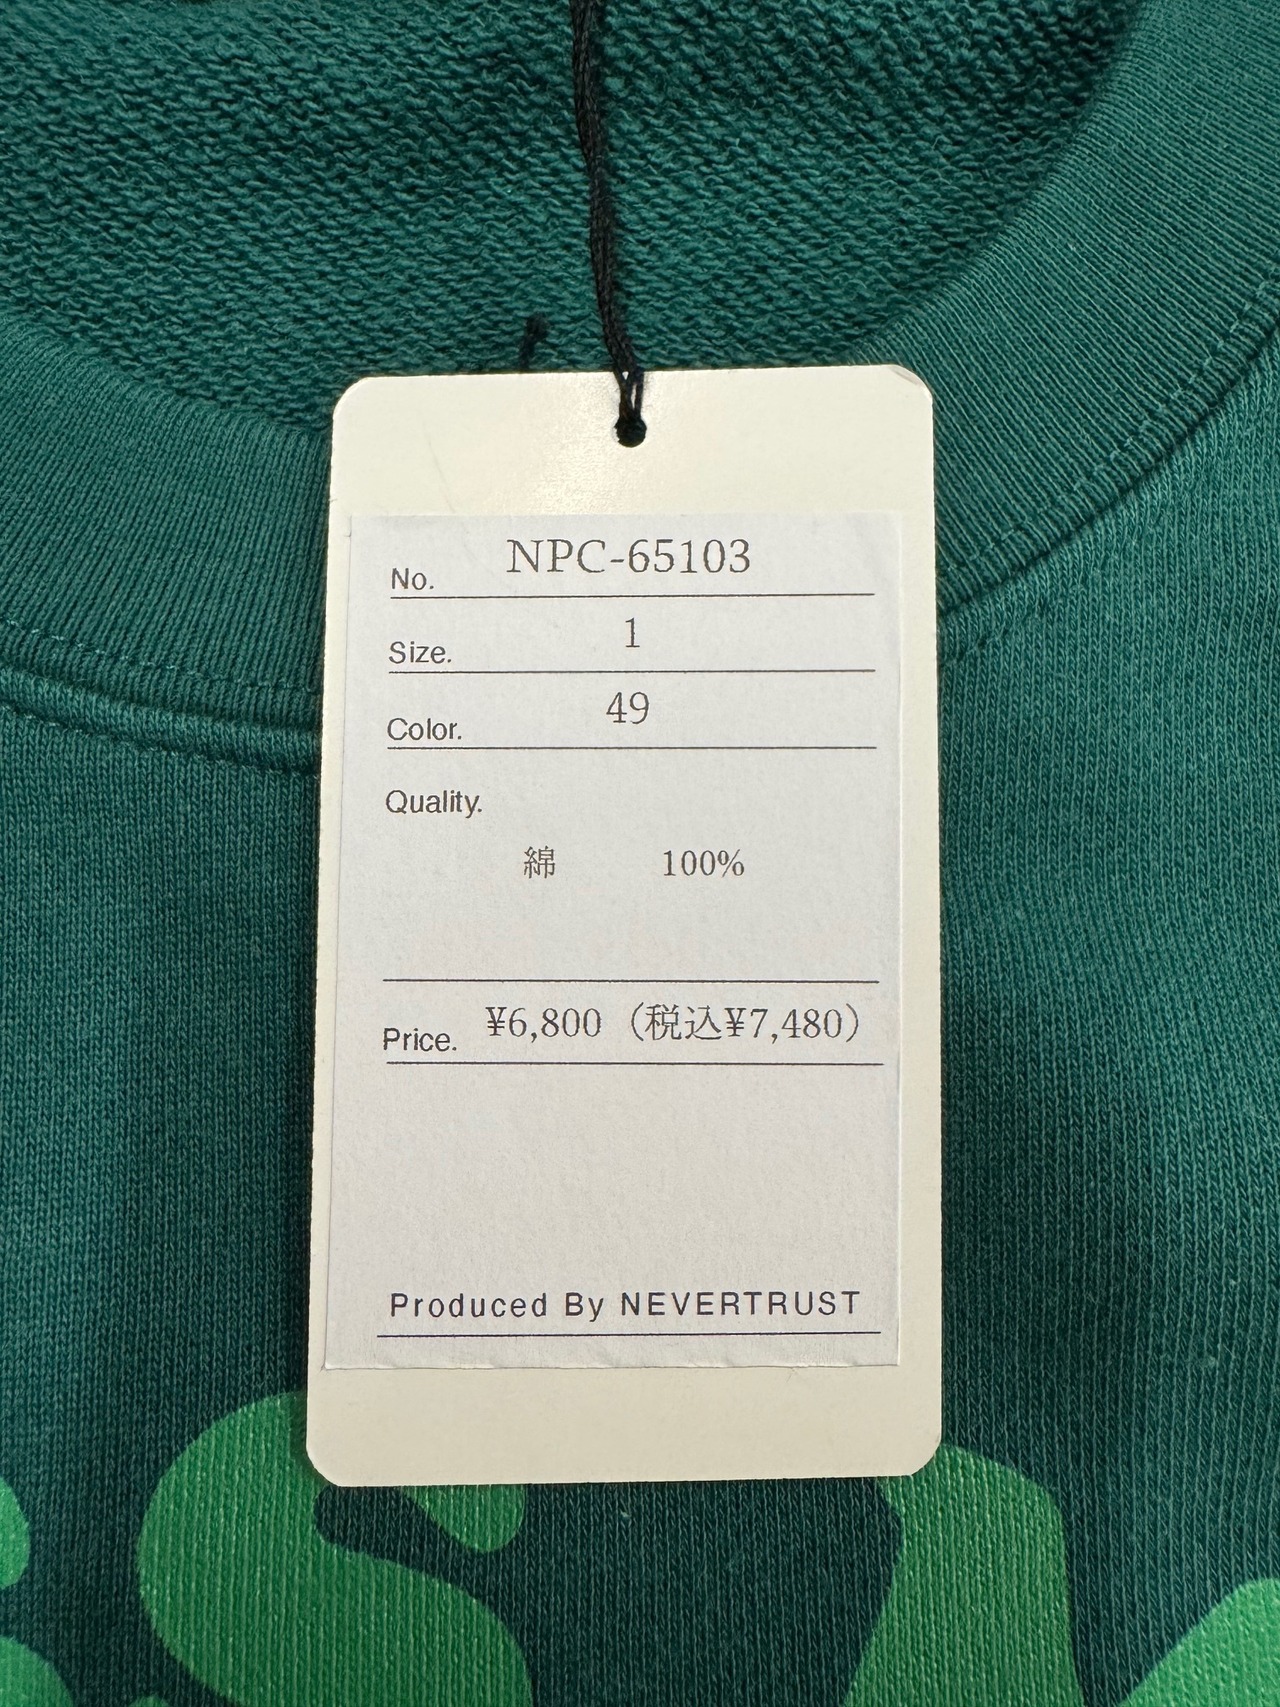 No. NPC-65103
Size. 1
Color. 49
Quality.
綿 100%
Price. ¥6,800（税込¥7,480）
Produced By NEVERTRUST